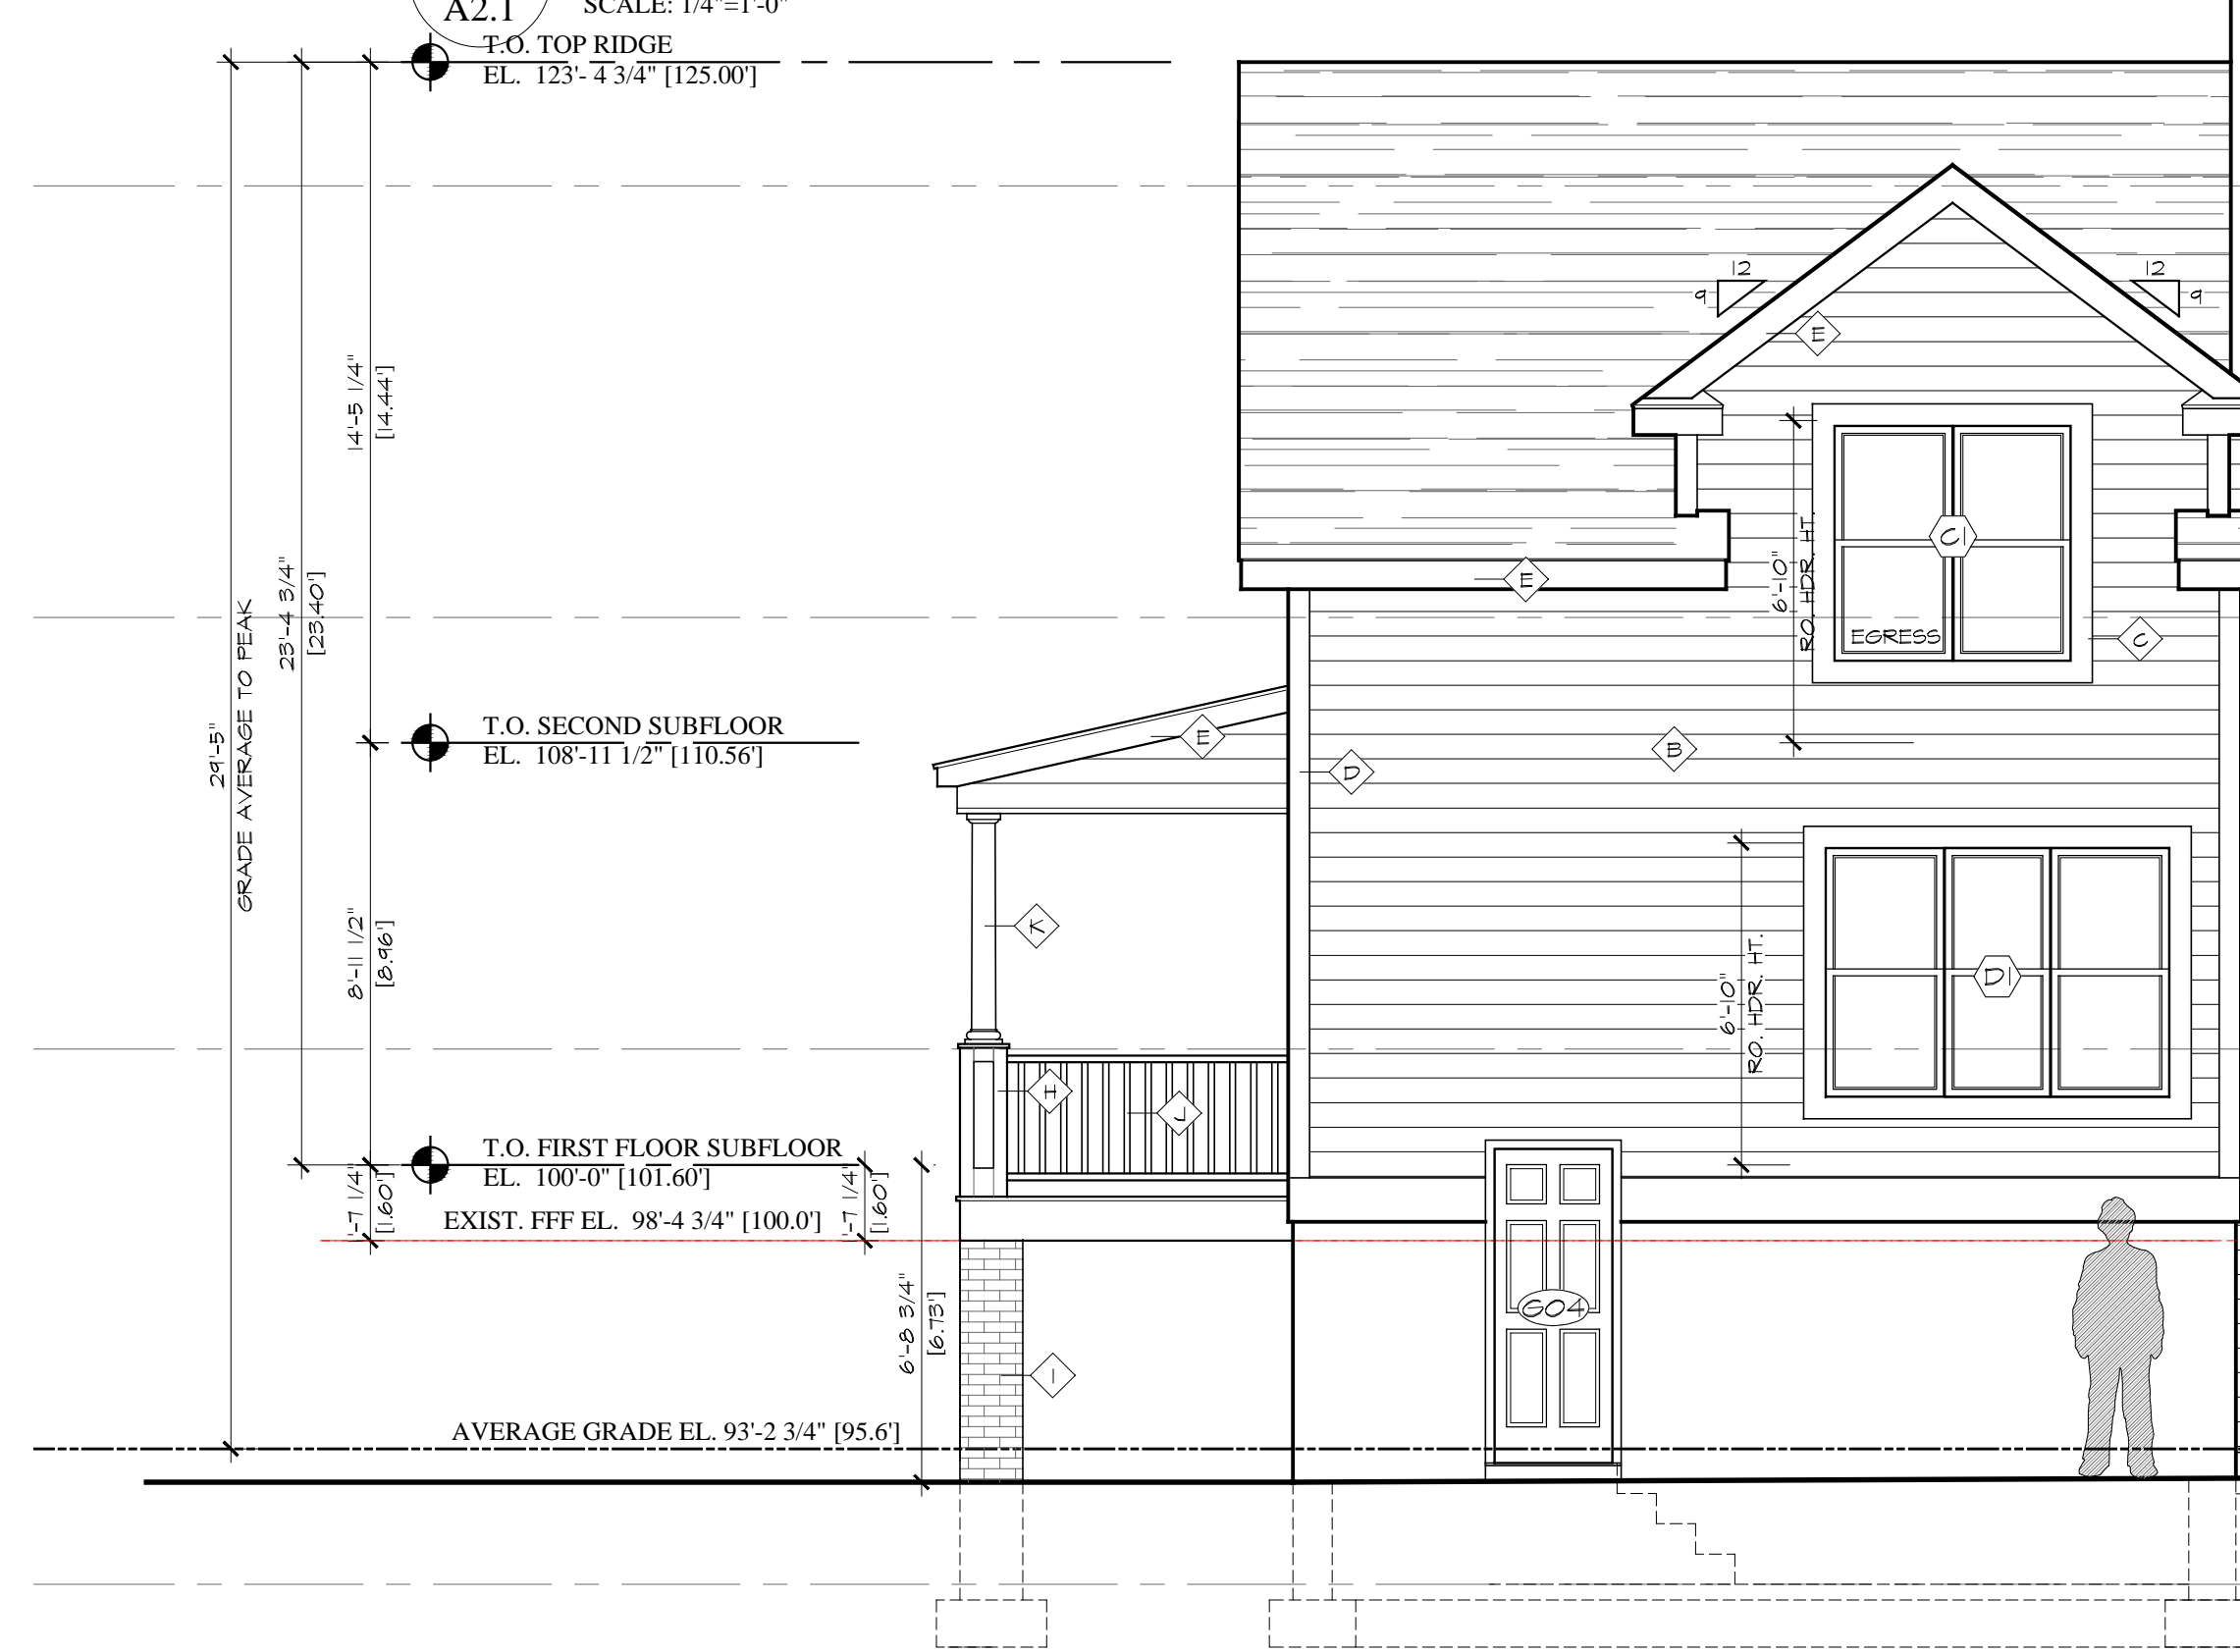 A2.1
SCALE: 1/4"=1'-0"
T.O. TOP RIDGE
EL. 123'- 4 3/4" [125.00']
12
9
12
9
E
14'-5 1/4"
[14.44']
C1
6'-10"
RO. HDR. HT.
EGRESS
E
C
23'-4 3/4"
[23.40']
29'-5"
GRADE AVERAGE TO PEAK
T.O. SECOND SUBFLOOR
EL. 108'-11 1/2" [110.56']
E
D
B
8'-11 1/2"
[8.96']
K
D1
6'-10"
RO. HDR. HT.
H
J
T.O. FIRST FLOOR SUBFLOOR
EL. 100'-0" [101.60']
EXIST. FFF EL. 98'-4 3/4" [100.0']
'-7 1/4"
[1.60']
'-7 1/4"
[1.60']
6'-8 3/4"
[6.73']
G04
I
AVERAGE GRADE EL. 93'-2 3/4" [95.6']